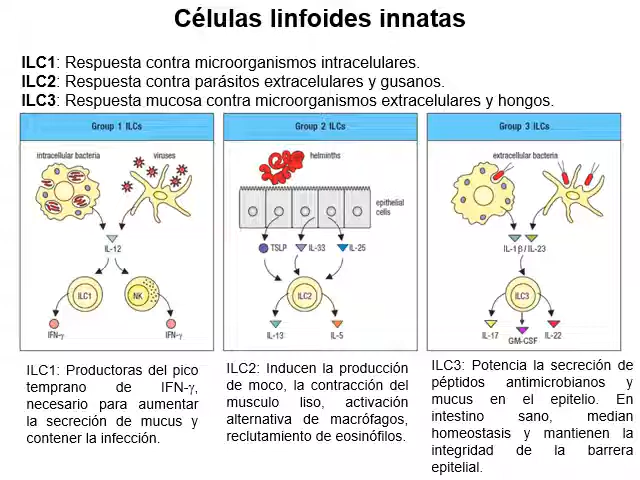 Células linfoides innatas
ILC1: Respuesta contra microorganismos intracelulares.
ILC2: Respuesta contra parásitos extracelulares y gusanos.
ILC3: Respuesta mucosa contra microorganismos extracelulares y hongos.
Group 1 ILCs
intracellular bacteria
viruses
IL-12
ILC1
NK
IFN-γ
IFN-γ
Group 2 ILCs
helminths
epithelial
cells
TSLP
IL-33
IL-25
ILC2
IL-13
IL-5
Group 3 ILCs
extracellular bacteria
IL-1β/IL-23
ILC3
IL-17
GM-CSF
IL-22
ILC1: Productoras del pico
temprano de IFN-γ,
necesario para aumentar
la secreción de mucus y
contener la infección.
ILC2: Inducen la producción
de moco, la contracción del
musculo liso, activación
alternativa de macrófagos,
reclutamiento de eosinófilos.
ILC3: Potencia la secreción de
péptidos antimicrobianos y
mucus en el epitelio. En
intestino sano, median
homeostasis y mantienen la
integridad de la barrera
epitelial.